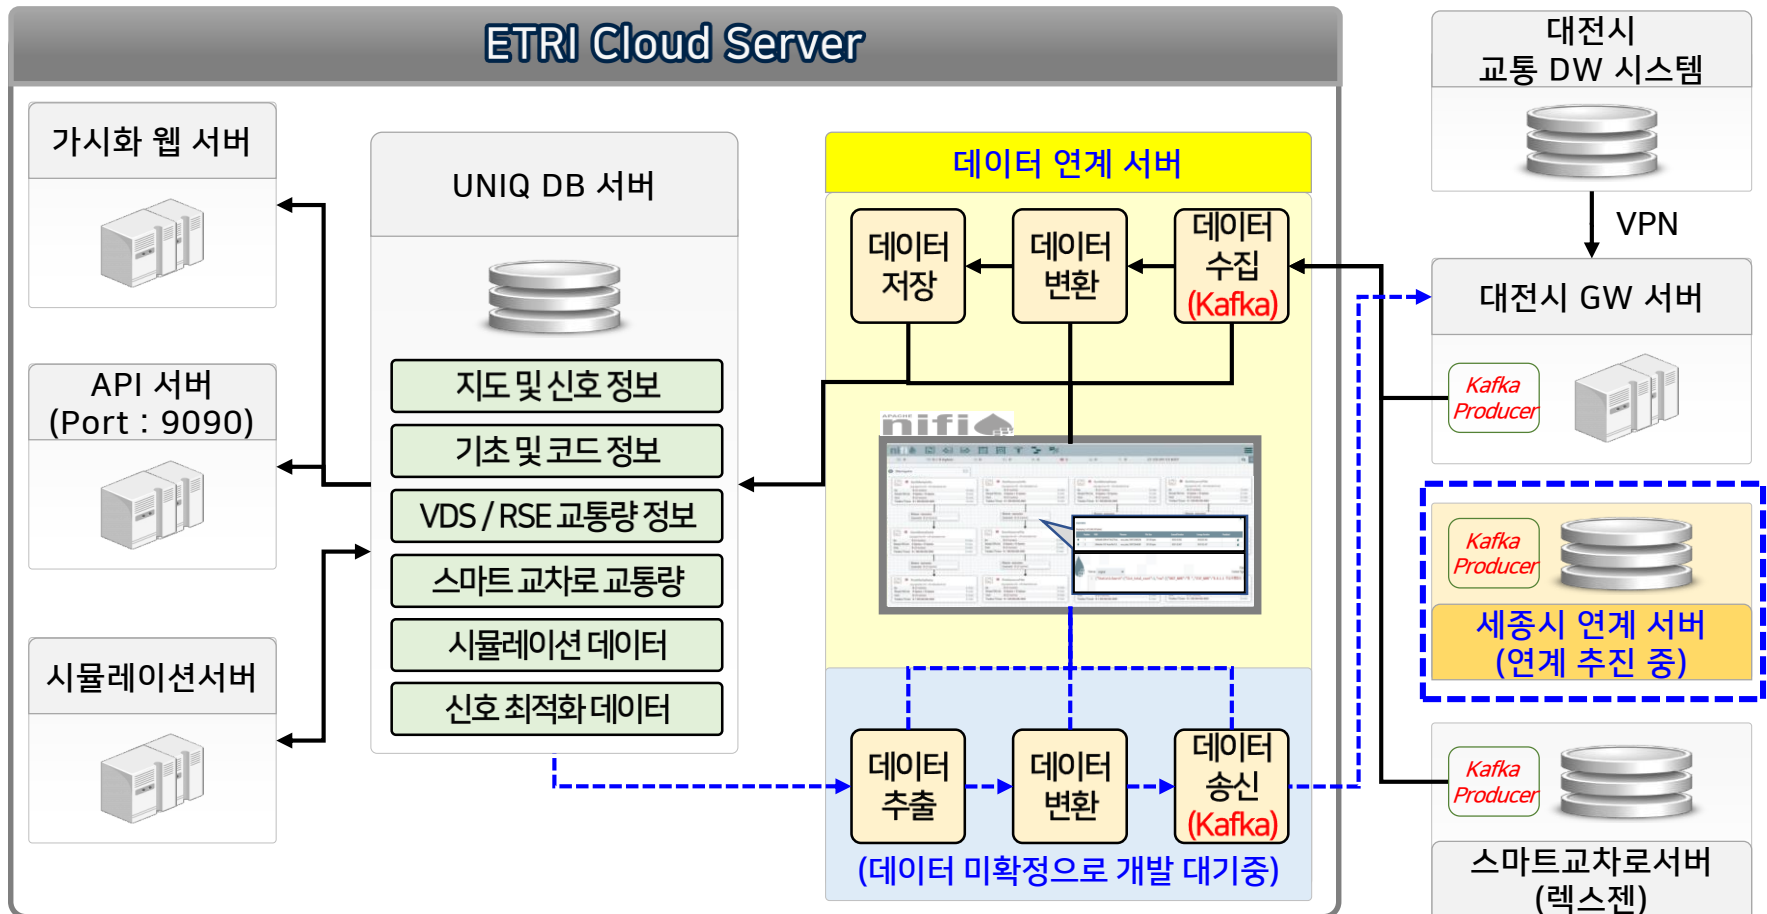 ETRI Cloud Server
가시화 웹 서버
API 서버
(Port : 9090)
시뮬레이션서버
UNIQ DB 서버
지도 및 신호 정보
기초 및 코드 정보
VDS / RSE 교통량 정보
스마트 교차로 교통량
시뮬레이션 데이터
신호 최적화 데이터
데이터 연계 서버
데이터
저장
데이터
변환
데이터
수집
(Kafka)
APACHE
nifi
데이터
추출
데이터
변환
데이터
송신
(Kafka)
(데이터 미확정으로 개발 대기중)
대전시
교통 DW 시스템
VPN
대전시 GW 서버
Kafka
Producer
Kafka
Producer
세종시 연계 서버
(연계 추진 중)
Kafka
Producer
스마트교차로서버
(렉스젠)